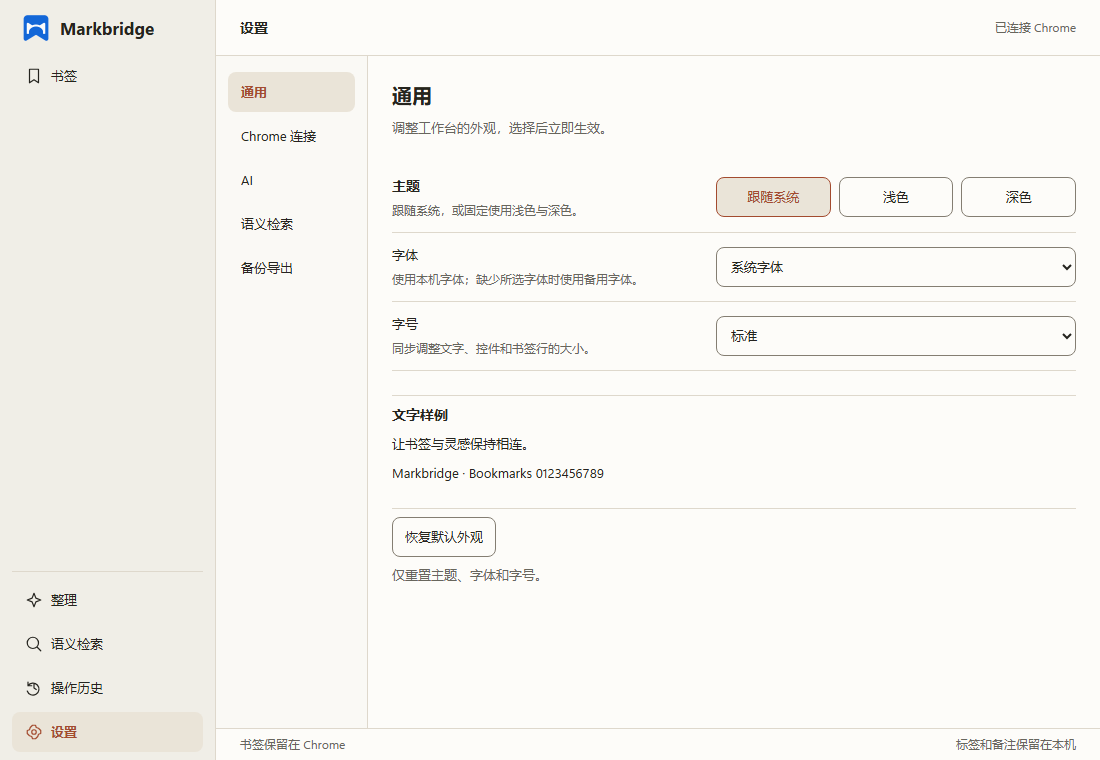 Markbridge
书签
整理
语义检索
操作历史
设置
设置
已连接 Chrome
通用
Chrome 连接
AI
语义检索
备份导出
通用
调整工作台的外观，选择后立即生效。
主题
跟随系统，或固定使用浅色与深色。
跟随系统
浅色
深色
字体
使用本机字体；缺少所选字体时使用备用字体。
系统字体
字号
同步调整文字、控件和书签行的大小。
标准
文字样例
让书签与灵感保持相连。
Markbridge · Bookmarks 0123456789
恢复默认外观
仅重置主题、字体和字号。
书签保留在 Chrome
标签和备注保留在本机